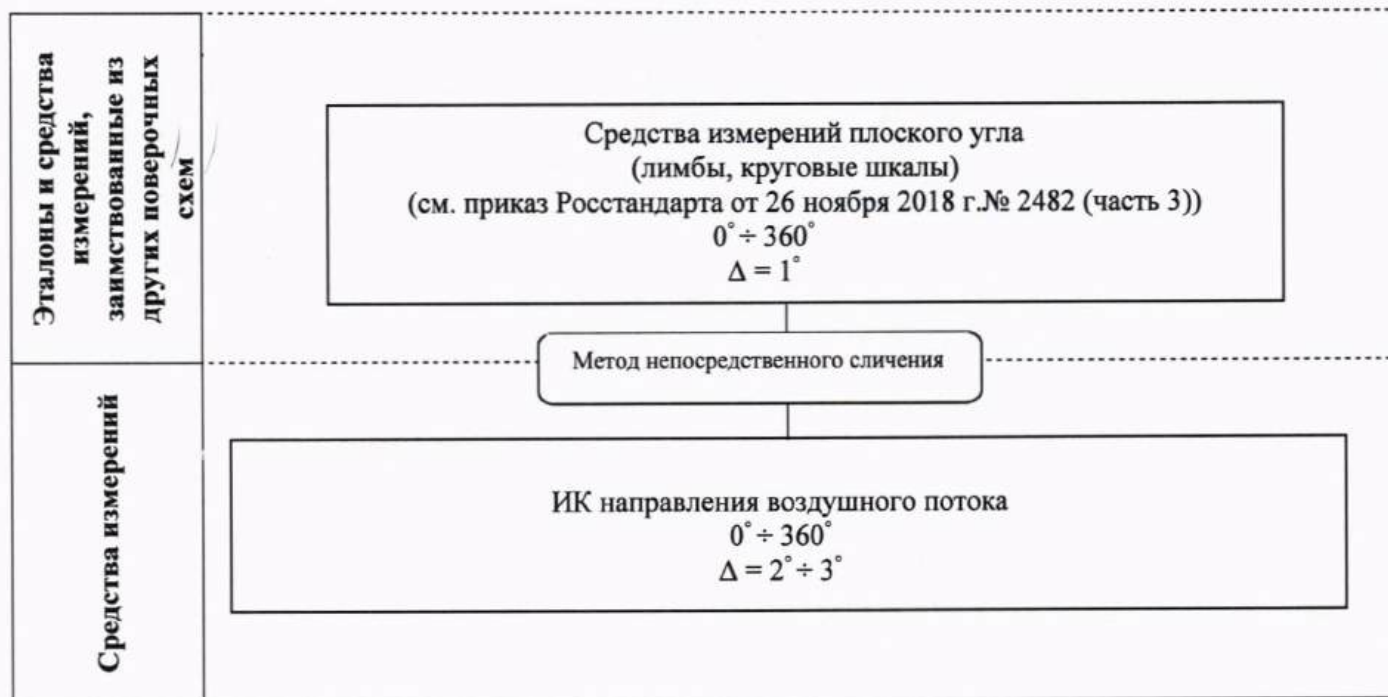 Эталоны и средства
измерений,
заимствованные из
других поверочных
схем
Средства измерений плоского угла
(лимбы, круговые шкалы)
(см. приказ Росстандарта от 26 ноября 2018 г.№ 2482 (часть 3))
0° ÷ 360°
Δ = 1°
Метод непосредственного сличения
Средства измерений
ИК направления воздушного потока
0° ÷ 360°
Δ = 2° ÷ 3°